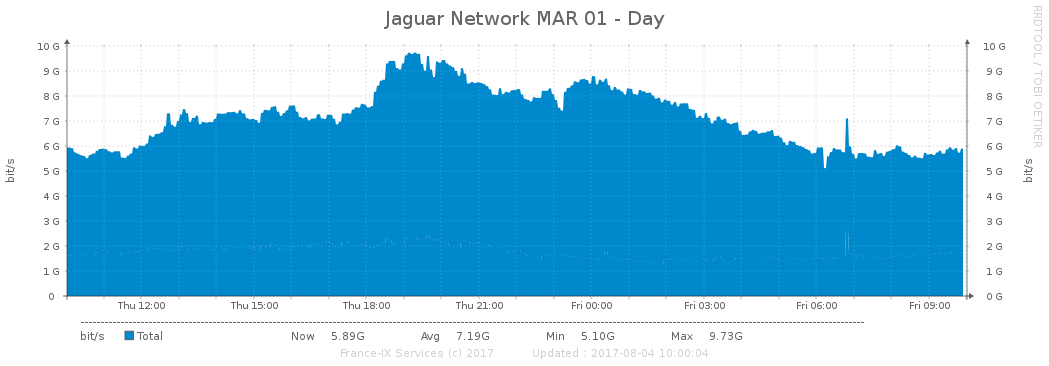 Jaguar Network MAR 01 - Day
RRDTOOL / TOBI OETIKER
bit/s
10 G
9 G
8 G
7 G
6 G
5 G
4 G
3 G
2 G
1 G
0
10 G
9 G
8 G
7 G
6 G
5 G
4 G
3 G
2 G
1 G
0 G
bit/s
Thu 12:00 Thu 15:00 Thu 18:00 Thu 21:00 Fri 00:00 Fri 03:00 Fri 06:00 Fri 09:00
bit/s Total Now 5.89G Avg 7.19G Min 5.10G Max 9.73G
France-IX Services (c) 2017 Updated : 2017-08-04 10:00:04